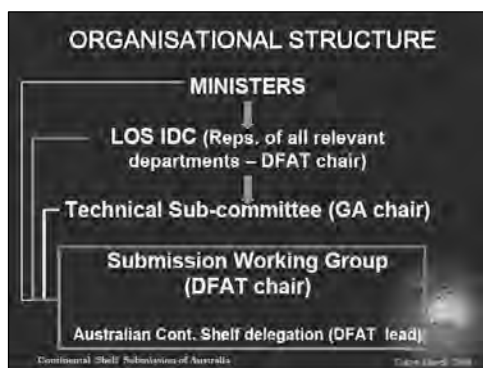 ORGANISATIONAL STRUCTURE
MINISTERS
LOS IDC (Reps. of all relevant
departments – DFAT chair)
Technical Sub-committee (GA chair)
Submission Working Group
(DFAT chair)
Australian Cont. Shelf delegation (DFAT lead)
Continental Shelf Submission of Australia
March